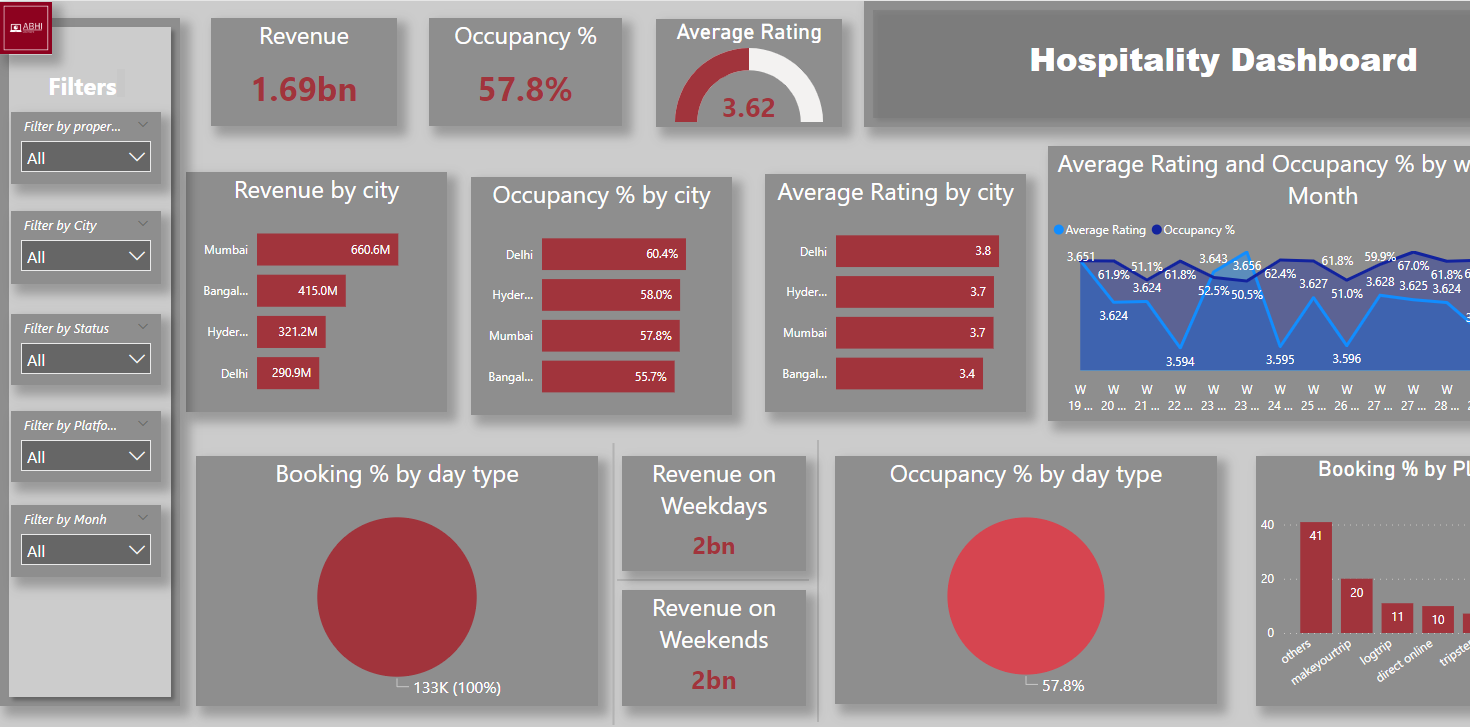 ABHI
Filters
Filter by proper...
All
Filter by City
All
Filter by Status
All
Filter by Platfo...
All
Filter by Monh
All
Revenue
1.69bn
Occupancy %
57.8%
Average Rating
3.62
Hospitality Dashboard
Revenue by city
Mumbai 660.6M
Bangal... 415.0M
Hyder... 321.2M
Delhi 290.9M
Occupancy % by city
Delhi 60.4%
Hyder... 58.0%
Mumbai 57.8%
Bangal... 55.7%
Average Rating by city
Delhi 3.8
Hyder... 3.7
Mumbai 3.7
Bangal... 3.4
Average Rating and Occupancy % by w
Month
Average Rating Occupancy %
3.651 61.9% 51.1% 61.8% 3.643 3.656 62.4% 61.8% 59.9% 67.0% 61.8% 6
3.624 3.624 3.594 52.5% 50.5% 3.595 3.627 51.0% 3.596 3.628 3.625 3.624 3.
W W W W W W W W W W W W
19 ... 20 ... 21 ... 22 ... 23 ... 23 ... 24 ... 25 ... 26 ... 27 ... 27 ... 28 ... 2
Booking % by day type
133K (100%)
Revenue on
Weekdays
2bn
Revenue on
Weekends
2bn
Occupancy % by day type
57.8%
Booking % by Pl
40
20
0
41
20
11
10
others
makeyourtrip
logtrip
direct online
tripste